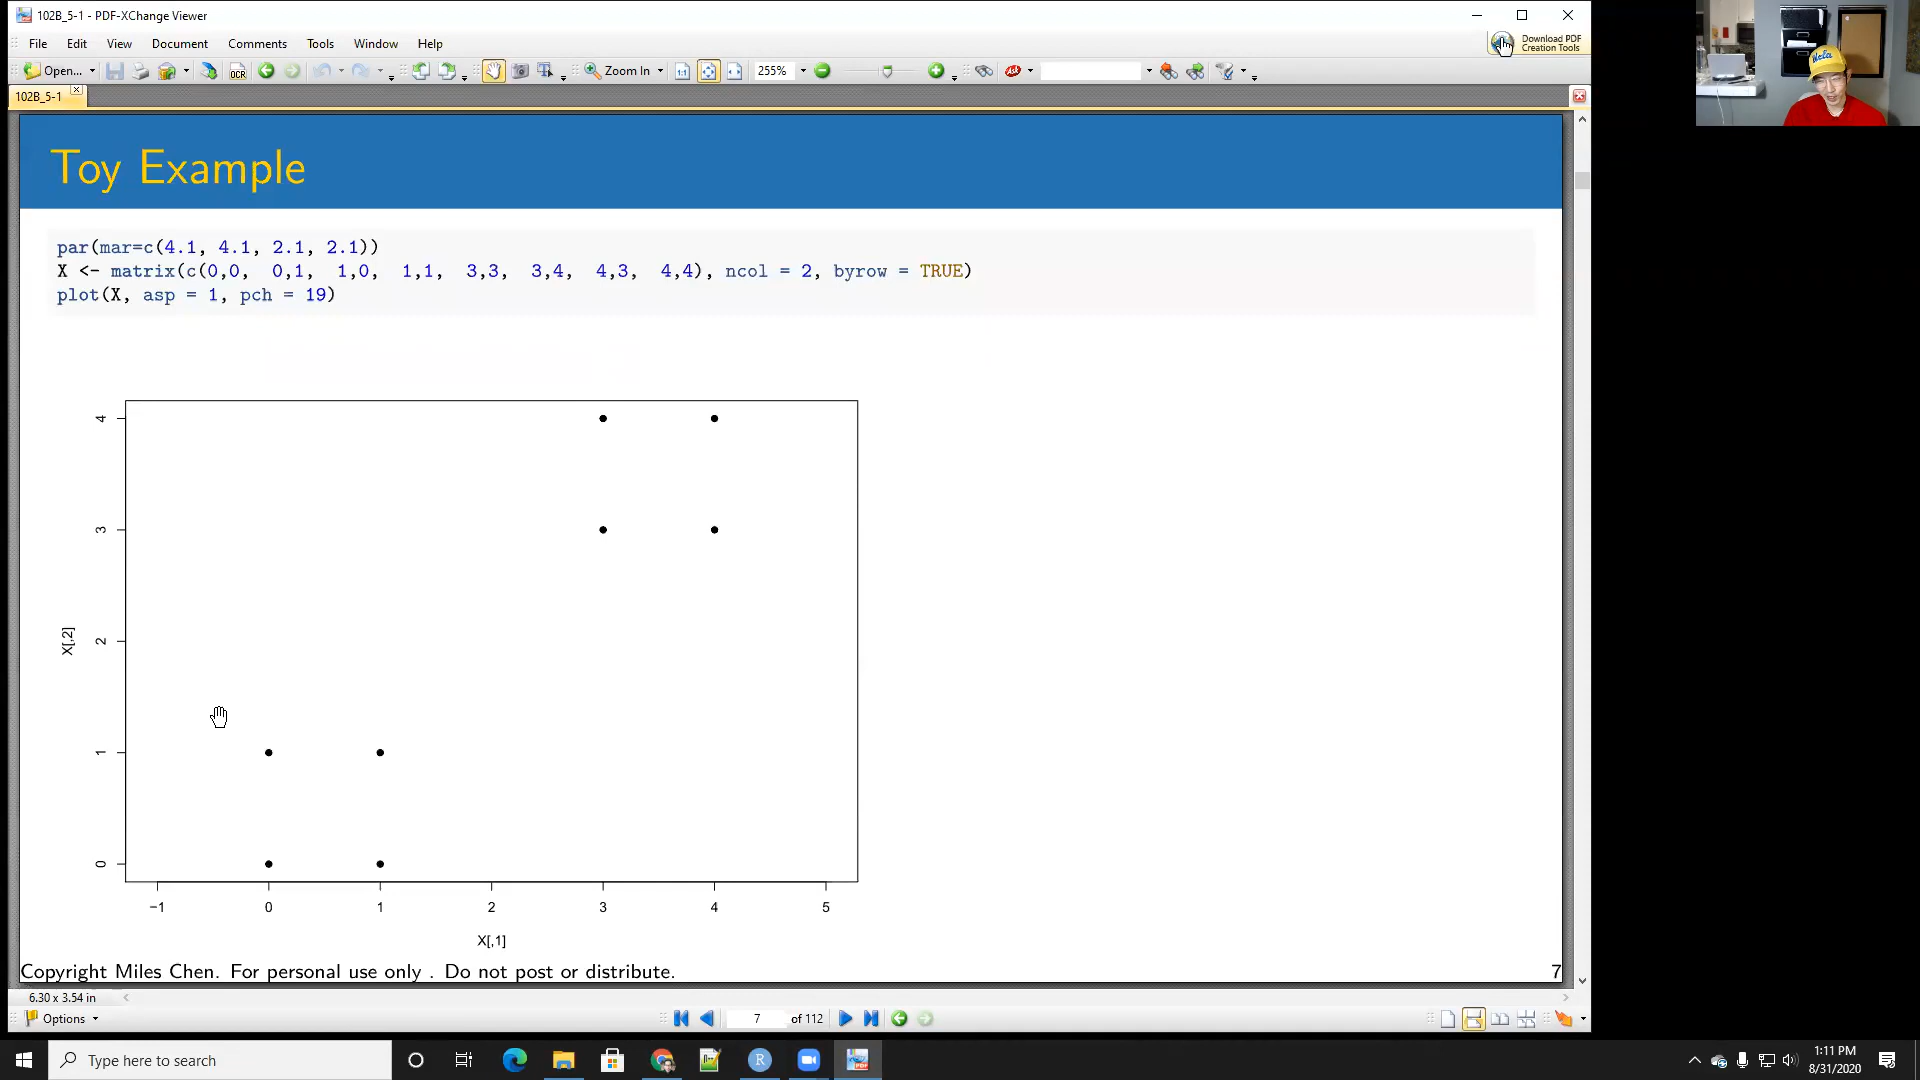 102B_5-1 - PDF-XChange Viewer
File Edit View Document Comments Tools Window Help
Download PDF
Creation Tools
Open... OCR Zoom In 255%
102B_5-1
Toy Example
par(mar=c(4.1, 4.1, 2.1, 2.1))
X <- matrix(c(0,0, 0,1, 1,0, 1,1, 3,3, 3,4, 4,3, 4,4), ncol = 2, byrow = TRUE)
plot(X, asp = 1, pch = 19)
4
3
2
1
0
X[,2]
−1 0 1 2 3 4 5
X[,1]
Copyright Miles Chen. For personal use only . Do not post or distribute.
7
6.30 x 3.54 in
Options 7 of 112
Type here to search
1:11 PM
8/31/2020